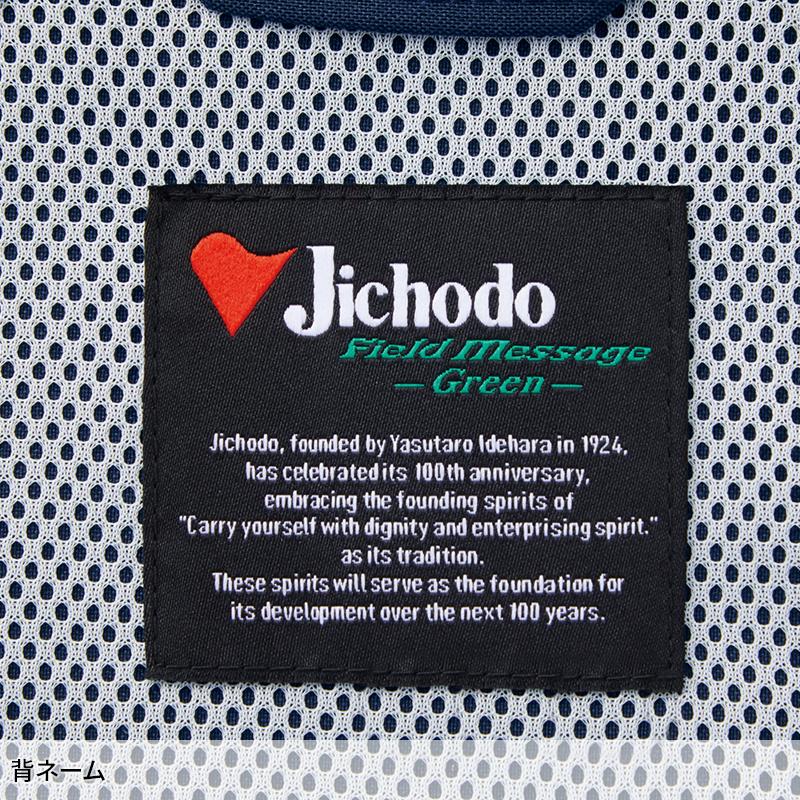 Jichodo
Field Message
— Green —
Jichodo, founded by Yasutaro Idehara in 1924,
has celebrated its 100th anniversary,
embracing the founding spirits of
"Carry yourself with dignity and enterprising spirit."
as its tradition.
These spirits will serve as the foundation for
its development over the next 100 years.
背ネーム